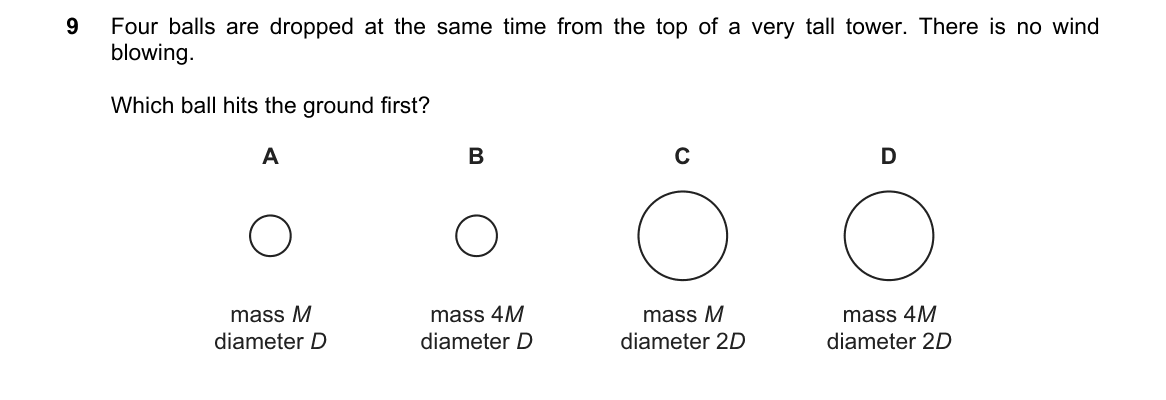 9 Four balls are dropped at the same time from the top of a very tall tower. There is no wind
blowing.
Which ball hits the ground first?
A B C D
mass M mass 4M mass M mass 4M
diameter D diameter D diameter 2D diameter 2D